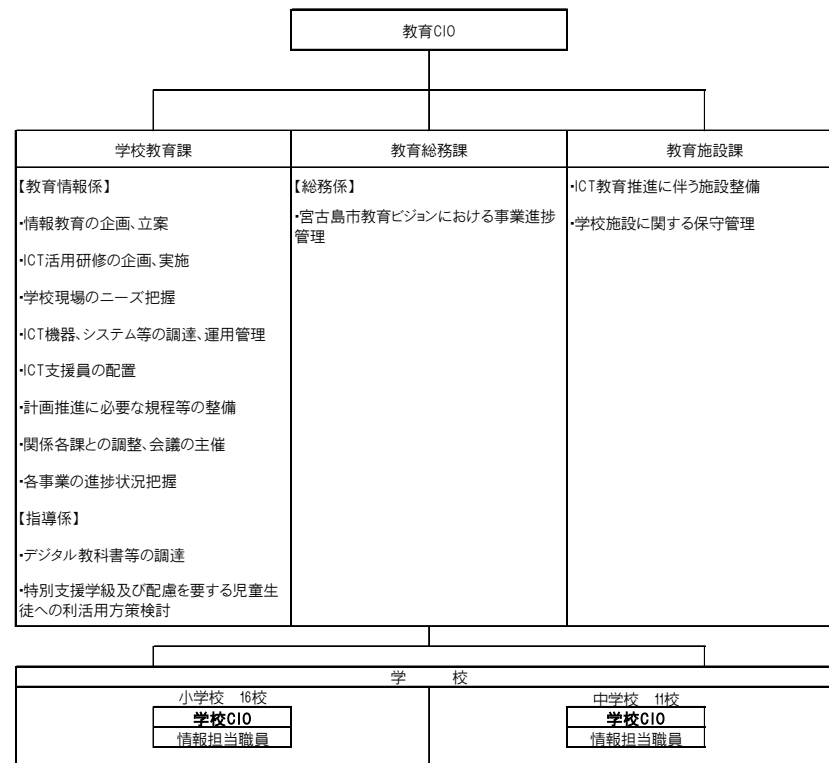 教育CIO
学校教育課
教育総務課
教育施設課
【教育情報係】
・情報教育の企画、立案
・ICT活用研修の企画、実施
・学校現場のニーズ把握
・ICT機器、システム等の調達、運用管理
・ICT支援員の配置
・計画推進に必要な規程等の整備
・関係各課との調整、会議の主催
・各事業の進捗状況把握
【指導係】
・デジタル教科書等の調達
・特別支援学級及び配慮を要する児童生
徒への利活用方策検討
【総務係】
・宮古島市教育ビジョンにおける事業進捗
管理
・ICT教育推進に伴う施設整備
・学校施設に関する保守管理
学　　　校
小学校　16校
学校CIO
情報担当職員
中学校　11校
学校CIO
情報担当職員